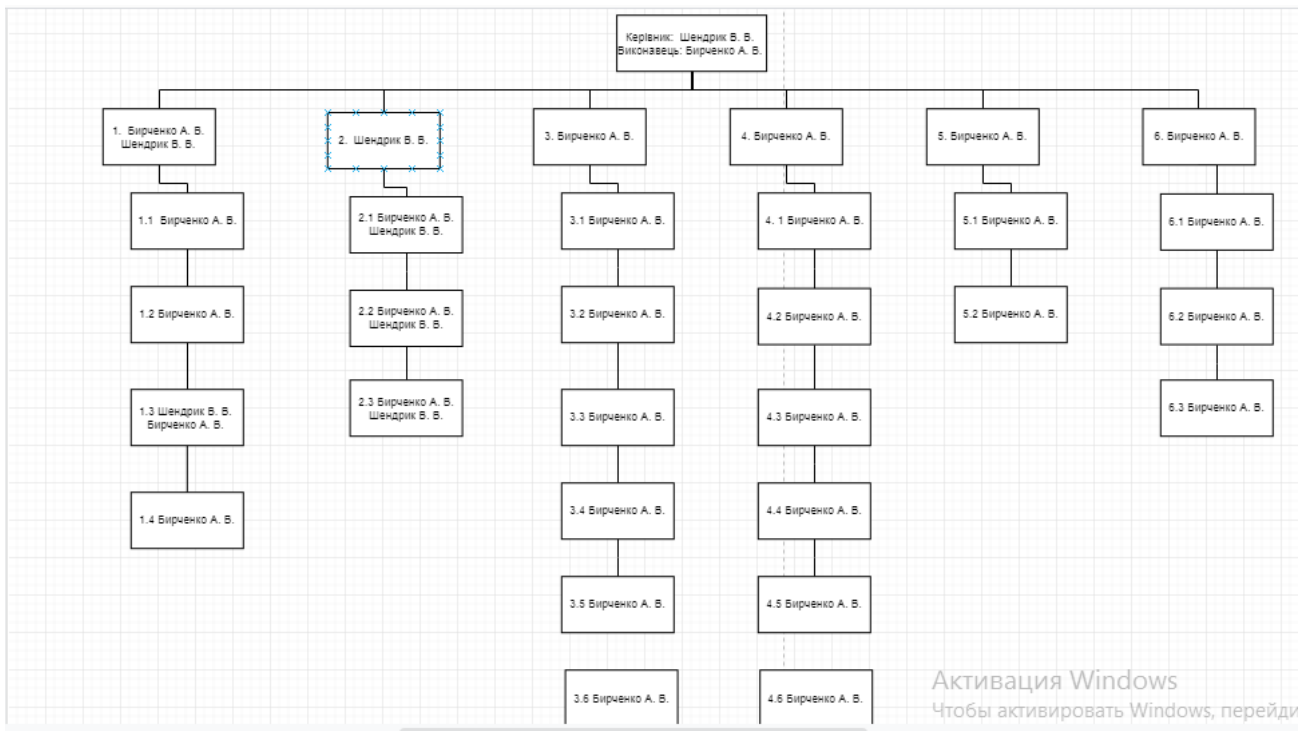 Керівник: Шендрик В. В.
Виконавець: Бирченко А. В.
1. Бирченко А. В.
Шендрик В. В.
2. Шендрик В. В.
3. Бирченко А. В.
4. Бирченко А. В.
5. Бирченко А. В.
6. Бирченко А. В.
1.1 Бирченко А. В.
2.1 Бирченко А. В.
Шендрик В. В.
3.1 Бирченко А. В.
4. 1 Бирченко А. В.
5.1 Бирченко А. В.
6.1 Бирченко А. В.
1.2 Бирченко А. В.
2.2 Бирченко А. В.
Шендрик В. В.
3.2 Бирченко А. В.
4.2 Бирченко А. В.
5.2 Бирченко А. В.
6.2 Бирченко А. В.
1.3 Шендрик В. В.
Бирченко А. В.
2.3 Бирченко А. В.
Шендрик В. В.
3.3 Бирченко А. В.
4.3 Бирченко А. В.
6.3 Бирченко А. В.
1.4 Бирченко А. В.
3.4 Бирченко А. В.
4.4 Бирченко А. В.
3.5 Бирченко А. В.
4.5 Бирченко А. В.
3.6 Бирченко А. В.
4.6 Бирченко А. В.
Активация Windows
Чтобы активировать Windows, перейди